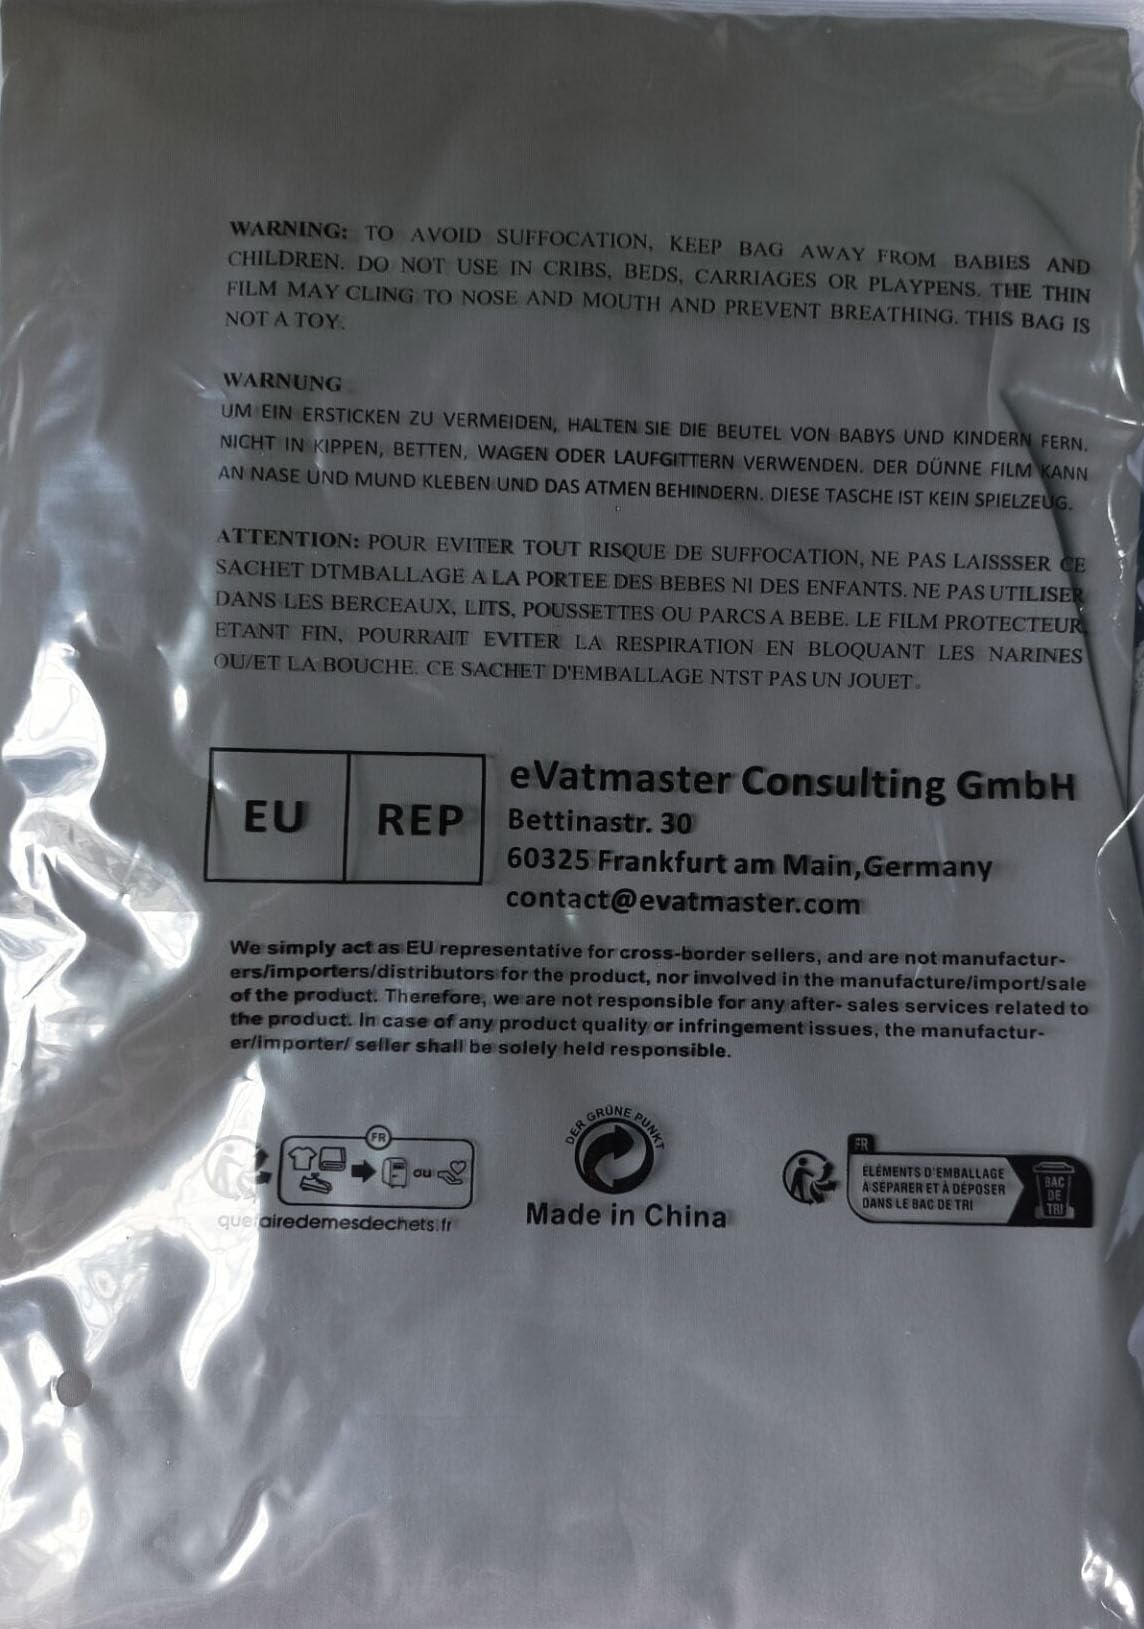 WARNING: TO AVOID SUFFOCATION, KEEP BAG AWAY FROM BABIES AND
CHILDREN. DO NOT USE IN CRIBS, BEDS, CARRIAGES OR PLAYPENS. THE THIN
FILM MAY CLING TO NOSE AND MOUTH AND PREVENT BREATHING. THIS BAG IS
NOT A TOY.
WARNUNG
UM EIN ERSTICKEN ZU VERMEIDEN, HALTEN SIE DIE BEUTEL VON BABYS UND KINDERN FERN.
NICHT IN KIPPEN, BETTEN, WAGEN ODER LAUFGITTERN VERWENDEN. DER DÜNNE FILM KANN
AN NASE UND MUND KLEBEN UND DAS ATMEN BEHINDERN. DIESE TASCHE IST KEIN SPIELZEUG.
ATTENTION: POUR EVITER TOUT RISQUE DE SUFFOCATION, NE PAS LAISSSER CE
SACHET DTMBALLAGE A LA PORTEE DES BEBES NI DES ENFANTS. NE PAS UTILISER
DANS LES BERCEAUX, LITS, POUSSETTES OU PARCS A BEBE. LE FILM PROTECTEUR
ETANT FIN, POURRAIT EVITER LA RESPIRATION EN BLOQUANT LES NARINES
OU/ET LA BOUCHE. CE SACHET D'EMBALLAGE NTST PAS UN JOUET.
EU REP
eVatmaster Consulting GmbH
Bettinastr. 30
60325 Frankfurt am Main,Germany
contact@evatmaster.com
We simply act as EU representative for cross-border sellers, and are not manufactur-
ers/importers/distributors for the product, nor involved in the manufacture/import/sale
of the product. Therefore, we are not responsible for any after- sales services related to
the product. In case of any product quality or infringement issues, the manufactur-
er/importer/ seller shall be solely held responsible.
FR
ou
quefairedemesdechets.fr
DER GRÜNE PUNKT
Made in China
FR
ÉLÉMENTS D'EMBALLAGE
À SÉPARER ET À DÉPOSER
DANS LE BAC DE TRI
BAC
DE
TRI